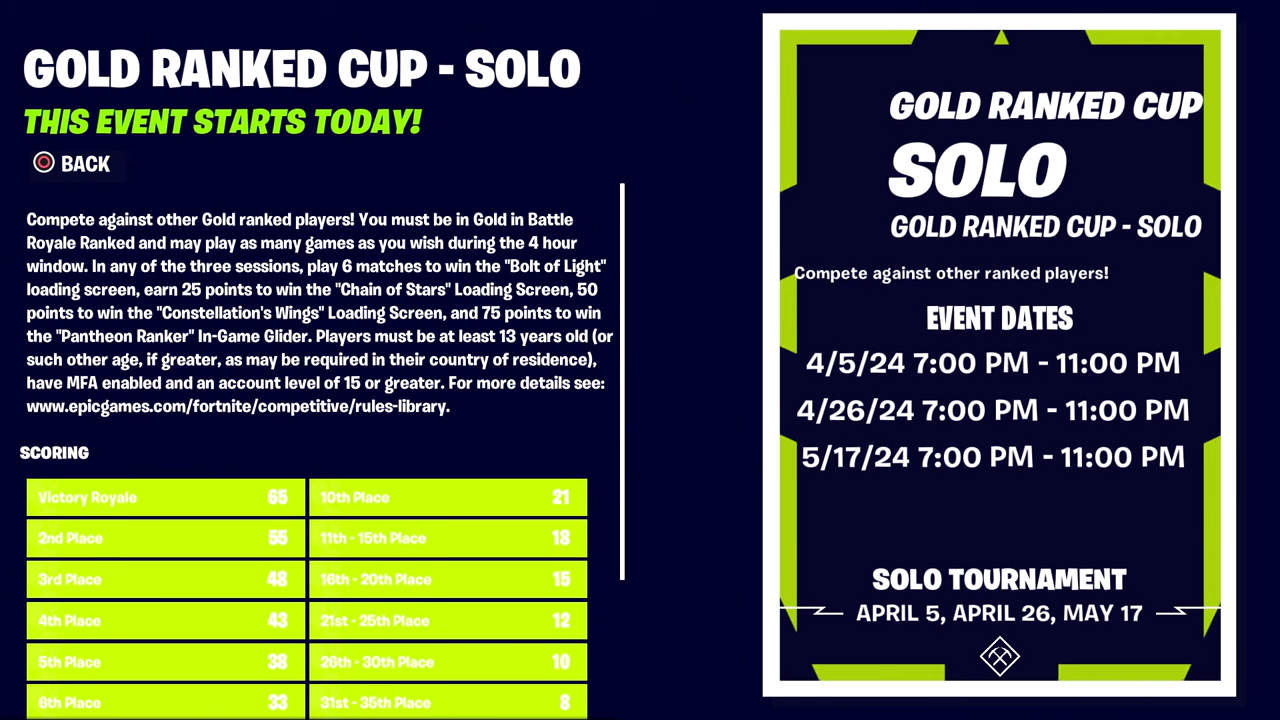 GOLD RANKED CUP - SOLO
THIS EVENT STARTS TODAY!
BACK
Compete against other Gold ranked players! You must be in Gold in Battle
Royale Ranked and may play as many games as you wish during the 4 hour
window. In any of the three sessions, play 6 matches to win the "Bolt of Light"
loading screen, earn 25 points to win the "Chain of Stars" Loading Screen, 50
points to win the "Constellation's Wings" Loading Screen, and 75 points to win
the "Pantheon Ranker" In-Game Glider. Players must be at least 13 years old (or
such other age, if greater, as may be required in their country of residence),
have MFA enabled and an account level of 15 or greater. For more details see:
www.epicgames.com/fortnite/competitive/rules-library.
SCORING
Victory Royale 65 10th Place 21
2nd Place 55 11th - 15th Place 18
3rd Place 48 16th - 20th Place 15
4th Place 43 21st - 25th Place 12
5th Place 38 26th - 30th Place 10
6th Place 33 31st - 35th Place 8
GOLD RANKED CUP
SOLO
GOLD RANKED CUP - SOLO
Compete against other ranked players!
EVENT DATES
4/5/24 7:00 PM - 11:00 PM
4/26/24 7:00 PM - 11:00 PM
5/17/24 7:00 PM - 11:00 PM
SOLO TOURNAMENT
APRIL 5, APRIL 26, MAY 17